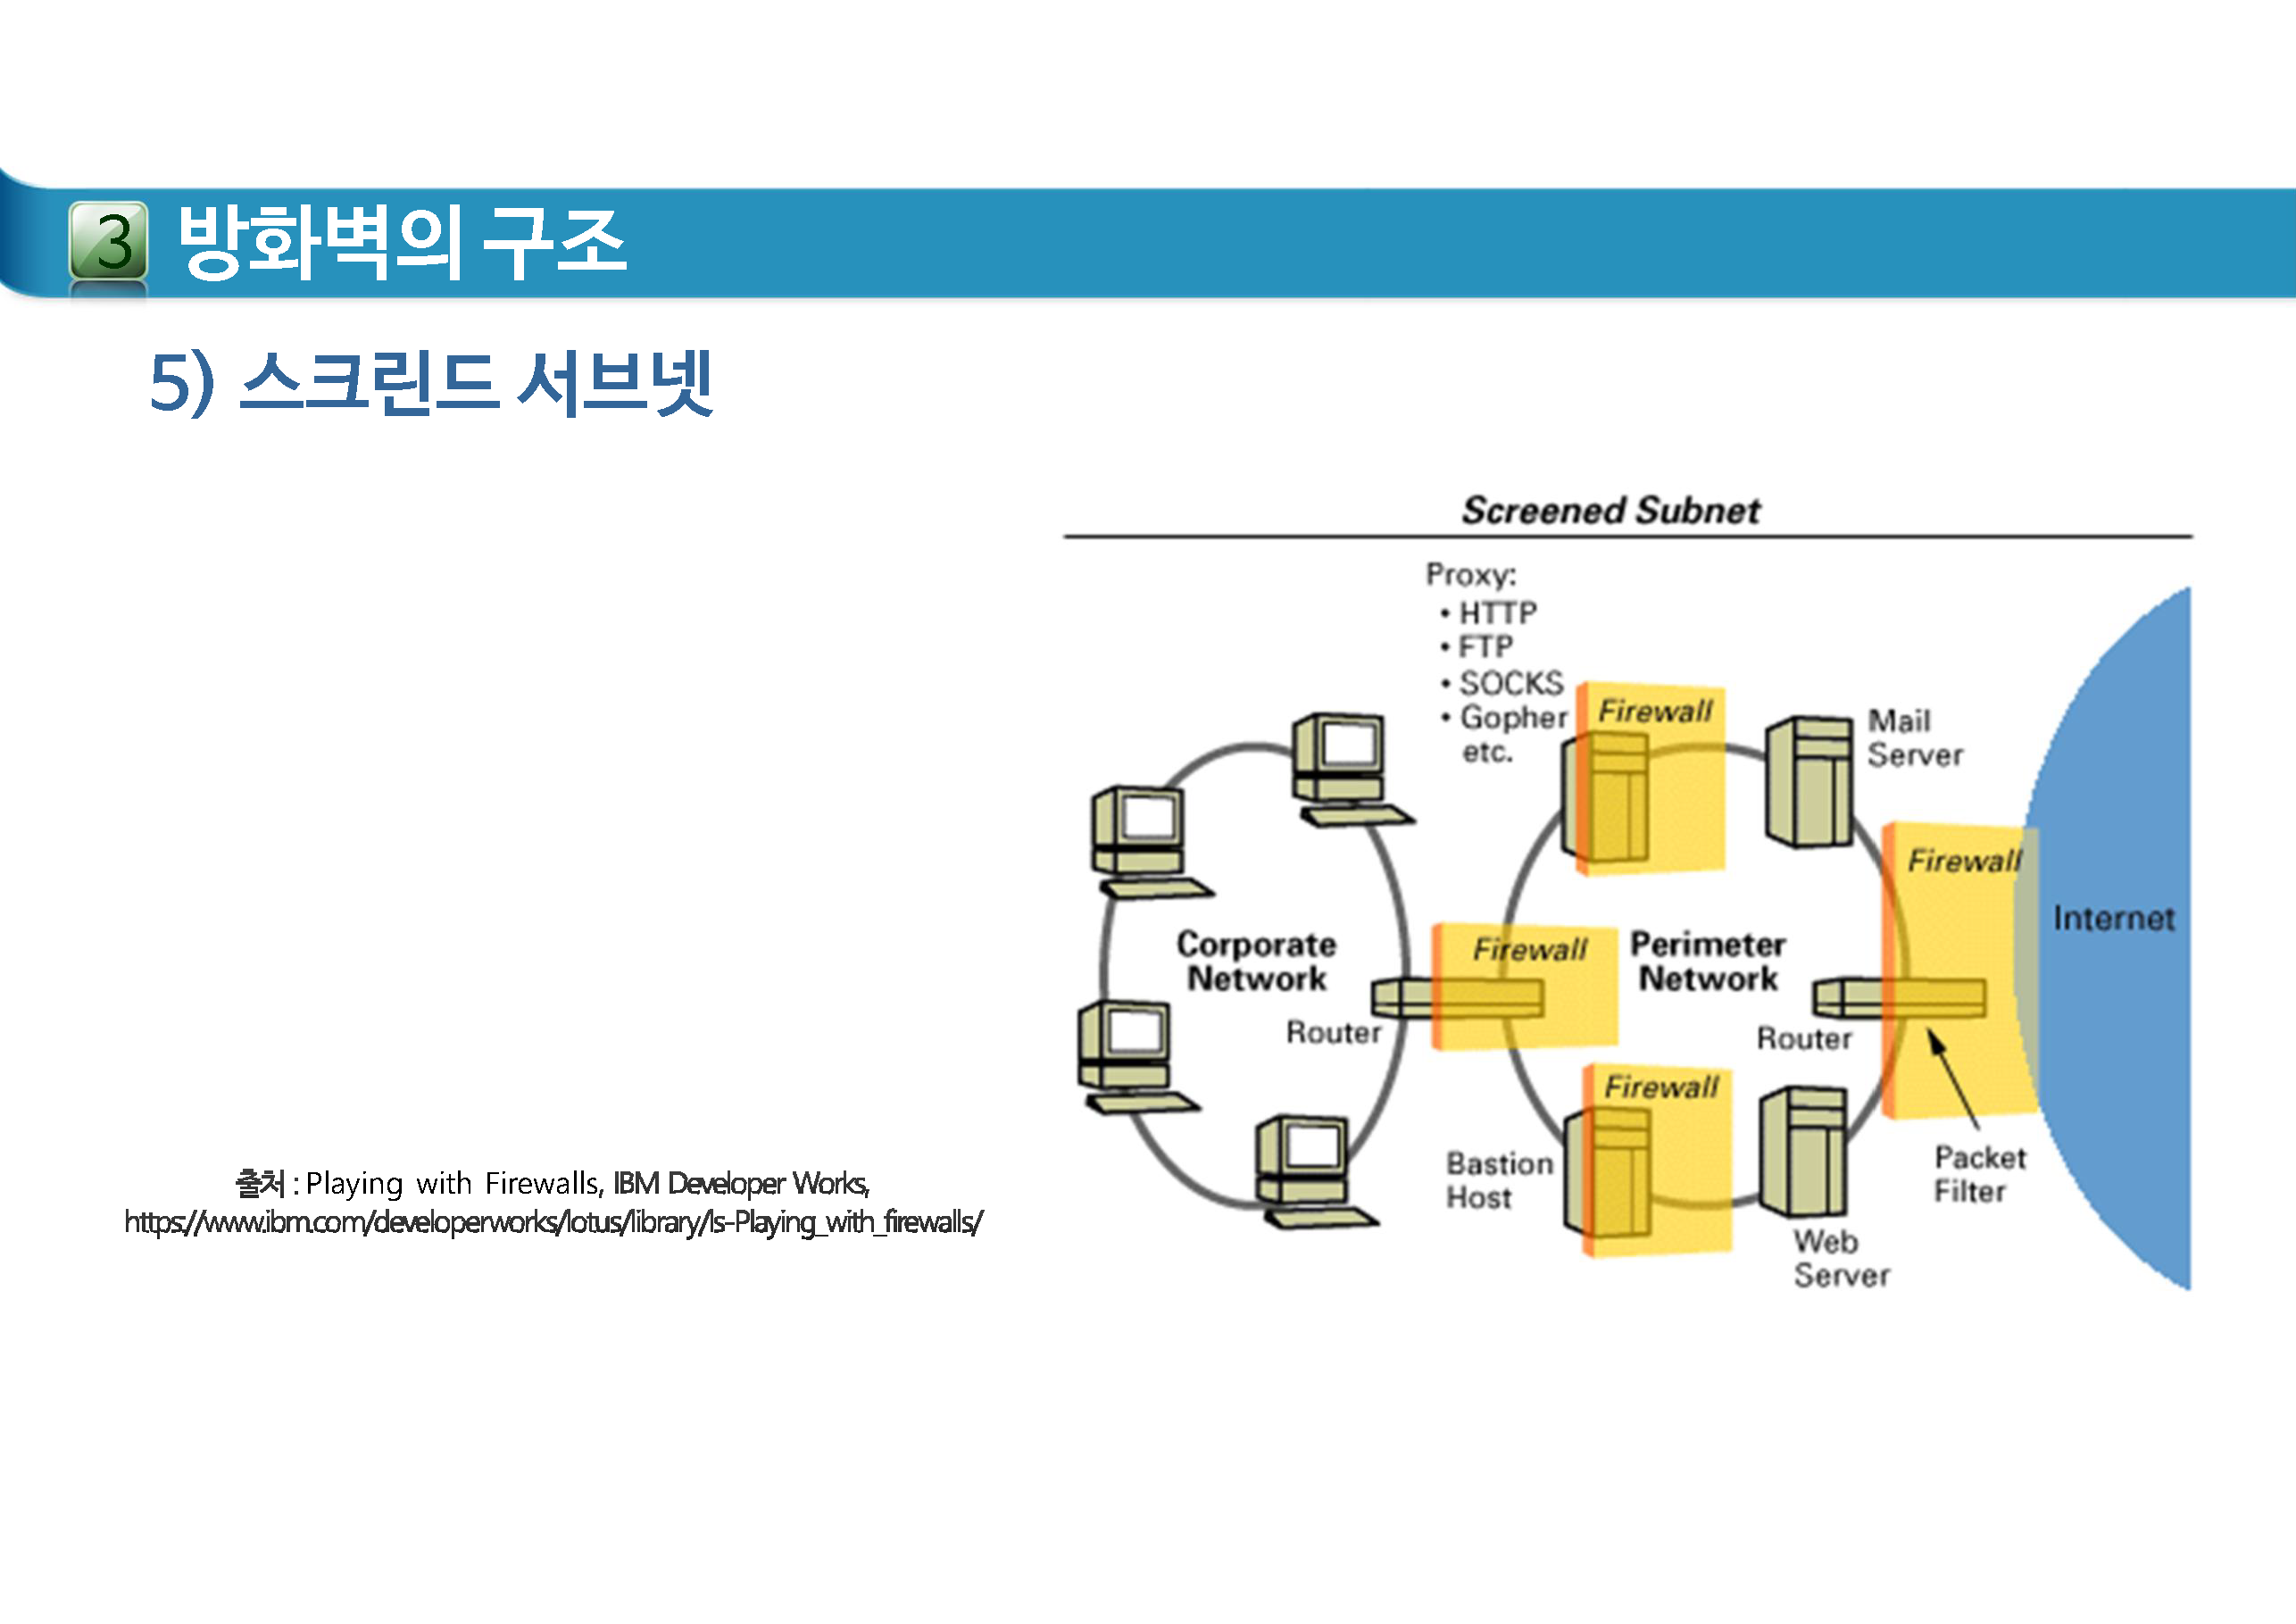 3 방화벽의 구조
5) 스크린드 서브넷
Screened Subnet
Proxy:
• HTTP
• FTP
• SOCKS
• Gopher
etc.
Firewall
Mail
Server
Firewall
Internet
Corporate
Network
Firewall
Perimeter
Network
Router
Router
Firewall
Bastion
Host
Packet
Filter
Web
Server
출처 : Playing with Firewalls, IBM Developer Works,
https://www.ibm.com/developerworks/lotus/library/ls-Playing_with_firewalls/